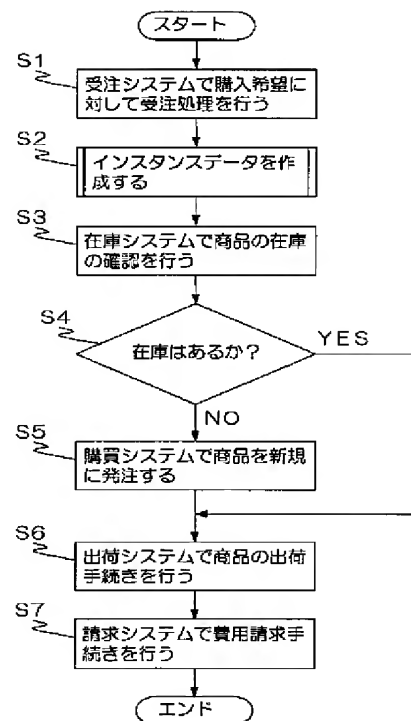 スタート
S1
受注システムで購入希望に
対して受注処理を行う
S2
インスタンスデータを作
成する
S3
在庫システムで商品の在庫
の確認を行う
S4
在庫はあるか？
YES
NO
S5
購買システムで商品を新規
に発注する
S6
出荷システムで商品の出荷
手続きを行う
S7
請求システムで費用請求手
続きを行う
エンド